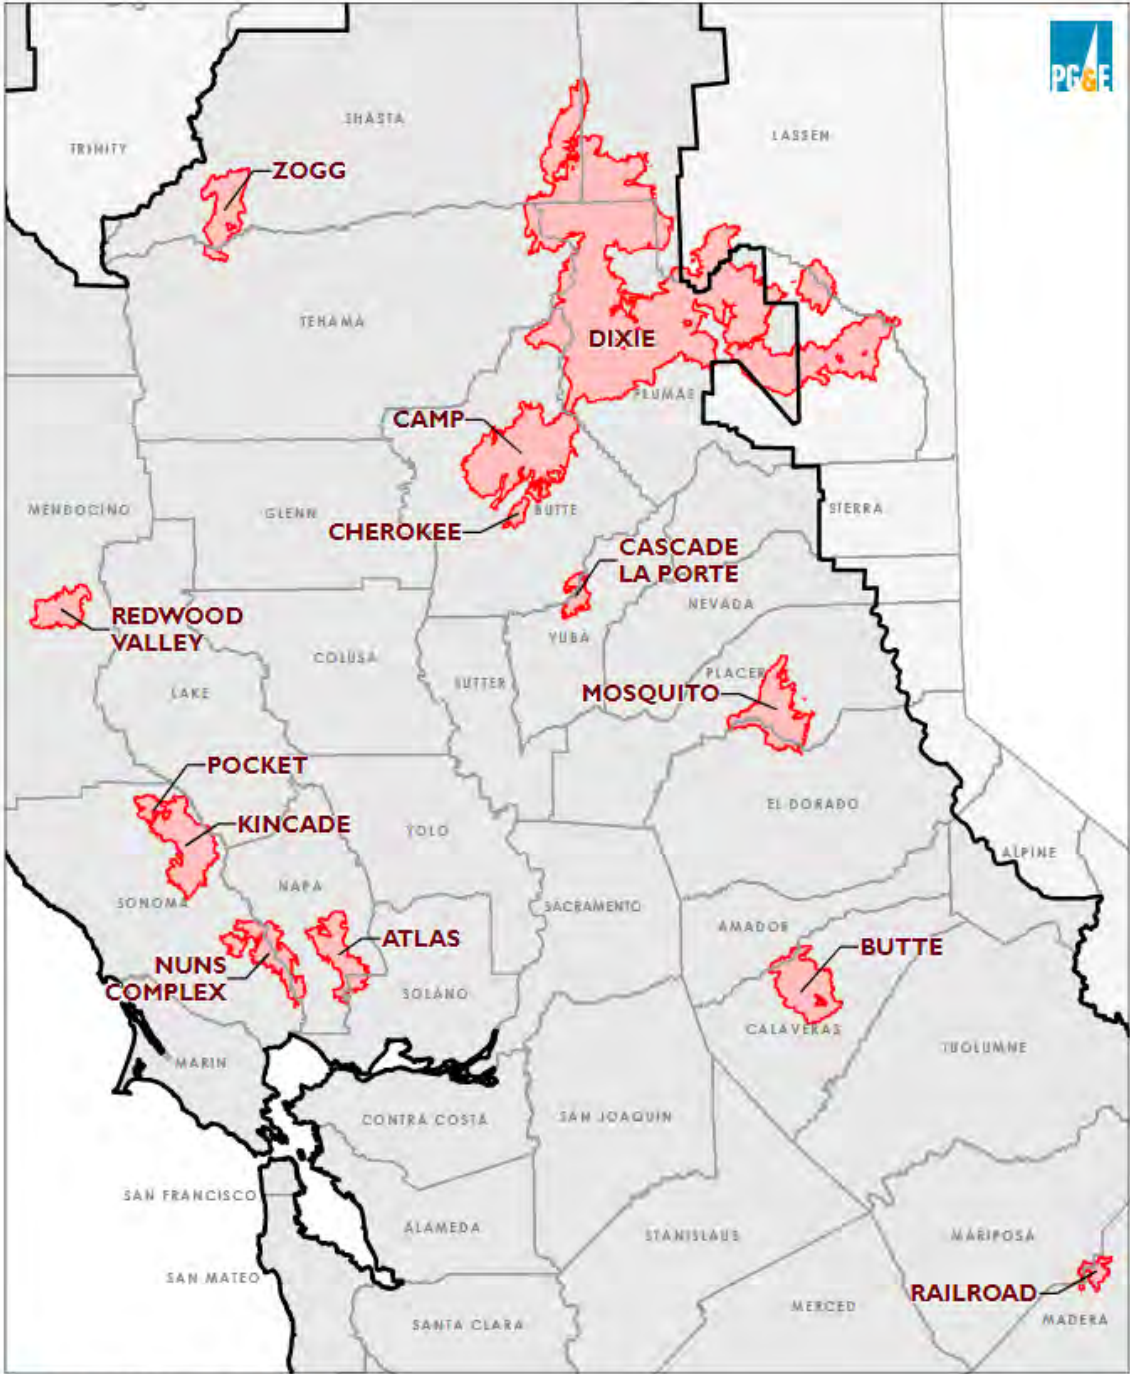 PG&E
SHASTA
LASSEN
TRINITY
ZOGG
TEHAMA
DIXIE
PLUMAS
CAMP
MENDOCINO
GLENN
BUTTE
SIERRA
CHEROKEE
CASCADE
LA PORTE
NEVADA
REDWOOD
VALLEY
YUBA
COLUSA
LAKE
SUTTER
PLACER
MOSQUITO
POCKET
KINCADE
YOLO
EL DORADO
ALPINE
NAPA
SONOMA
SACRAMENTO
AMADOR
ATLAS
BUTTE
NUNS
COMPLEX
SOLANO
CALAVERAS
TUOLUMNE
MARIN
CONTRA COSTA
SAN JOAQUIN
SAN FRANCISCO
ALAMEDA
STANISLAUS
MARIPOSA
SAN MATEO
RAILROAD
MERCED
MADERA
SANTA CLARA